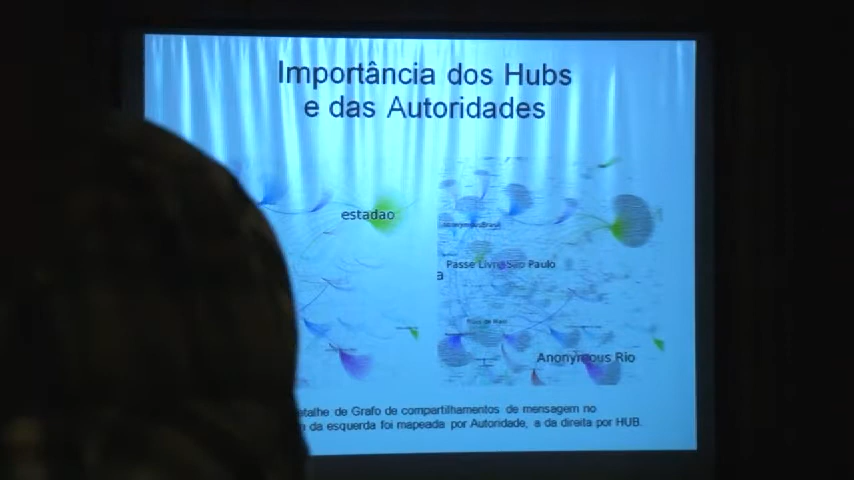 Importância dos Hubs
e das Autoridades
estadao
Passe Livre São Paulo
a
Anonymous Rio
de Grafo de compartilhamentos de mensagem no
da esquerda foi mapeada por Autoridade, a da direita por HUB.